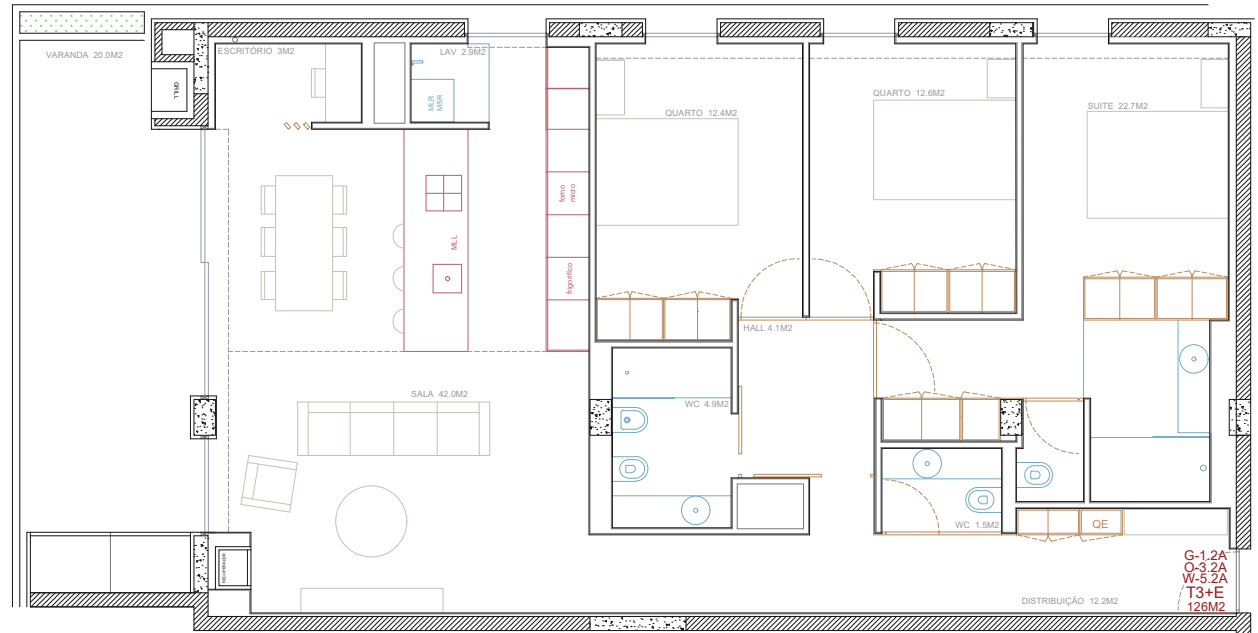 VARANDA 20.0M2
ESCRITÓRIO 3M2
LAV 2.9M2
GRILL
MLR
MSR
QUARTO 12.4M2
QUARTO 12.6M2
SUITE 22.7M2
forno
micro
MLL
frigorifico
HALL 4.1M2
SALA 42.0M2
WC 4.9M2
WC 1.5M2
QE
RECUPERADOR
DISTRIBUIÇÃO 12.2M2
G-1.2A
O-3.2A
W-5.2A
T3+E
126M2